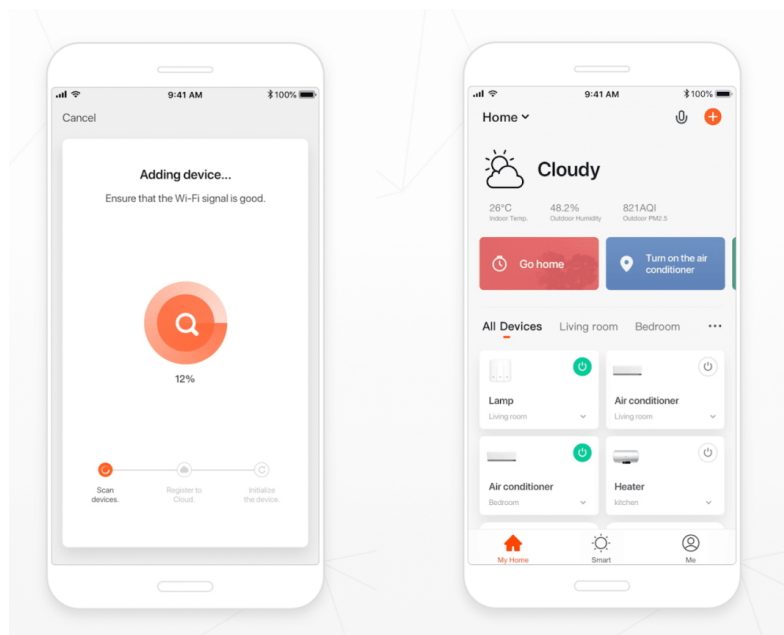 9:41 AM
100%
Cancel
Adding device...
Ensure that the Wi-Fi signal is good.
12%
Scan
devices.
Register to
Cloud.
Initialize
the device.
9:41 AM
100%
Home
Cloudy
26°C
48.2%
821AQI
Indoor Temp.
Outdoor Humidity
Outdoor PM2.5
Go home
Turn on the air
conditioner
All Devices
Living room
Bedroom
Lamp
Living room
Air conditioner
Living room
Air conditioner
Bedroom
Heater
kitchen
My Home
Smart
Me